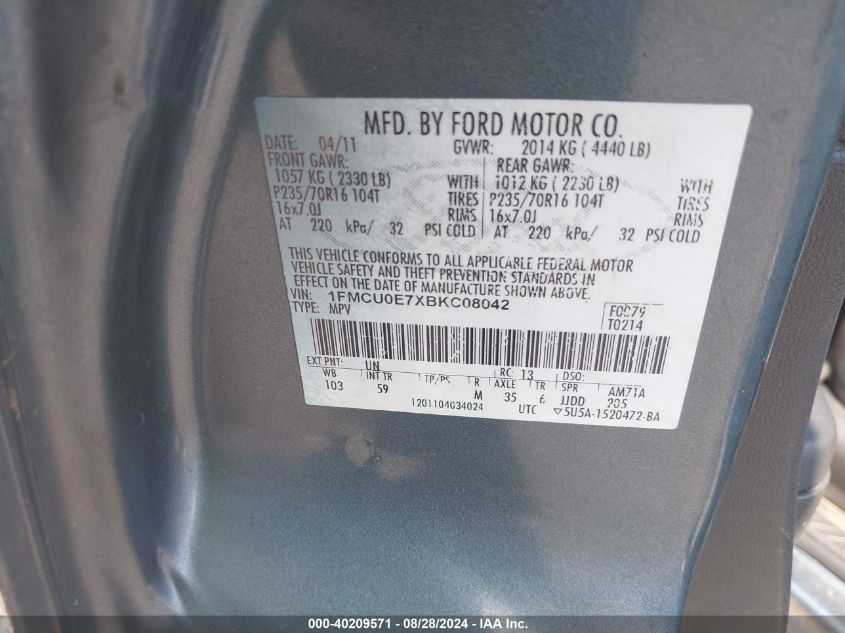 MFD. BY FORD MOTOR CO.
DATE: 04/11 GVWR: 2014 KG ( 4440 LB)
FRONT GAWR: REAR GAWR:
1057 KG ( 2330 LB) WITH 1012 KG ( 2230 LB) WITH
P235/70R16 104T TIRES P235/70R16 104T TIRES
16x7.0J RIMS 16x7.0J RIMS
AT 220 kPa/ 32 PSI COLD AT 220 kPa/ 32 PSI COLD
THIS VEHICLE CONFORMS TO ALL APPLICABLE FEDERAL MOTOR
VEHICLE SAFETY AND THEFT PREVENTION STANDARDS IN
EFFECT ON THE DATE OF MANUFACTURE SHOWN ABOVE.
VIN: 1FMCU0E7XBKC08042
TYPE: MPV
F0079
T0214
EXT PNT: UN RC: 13 DSO:
WB INT TR TP/PS R AXLE TR SPR AM71A
103 59 M 35 6 JJDD 205
1201104034024 UTC ▽5U5A-1520472-BA
000-40209571 - 08/28/2024 - IAA Inc.